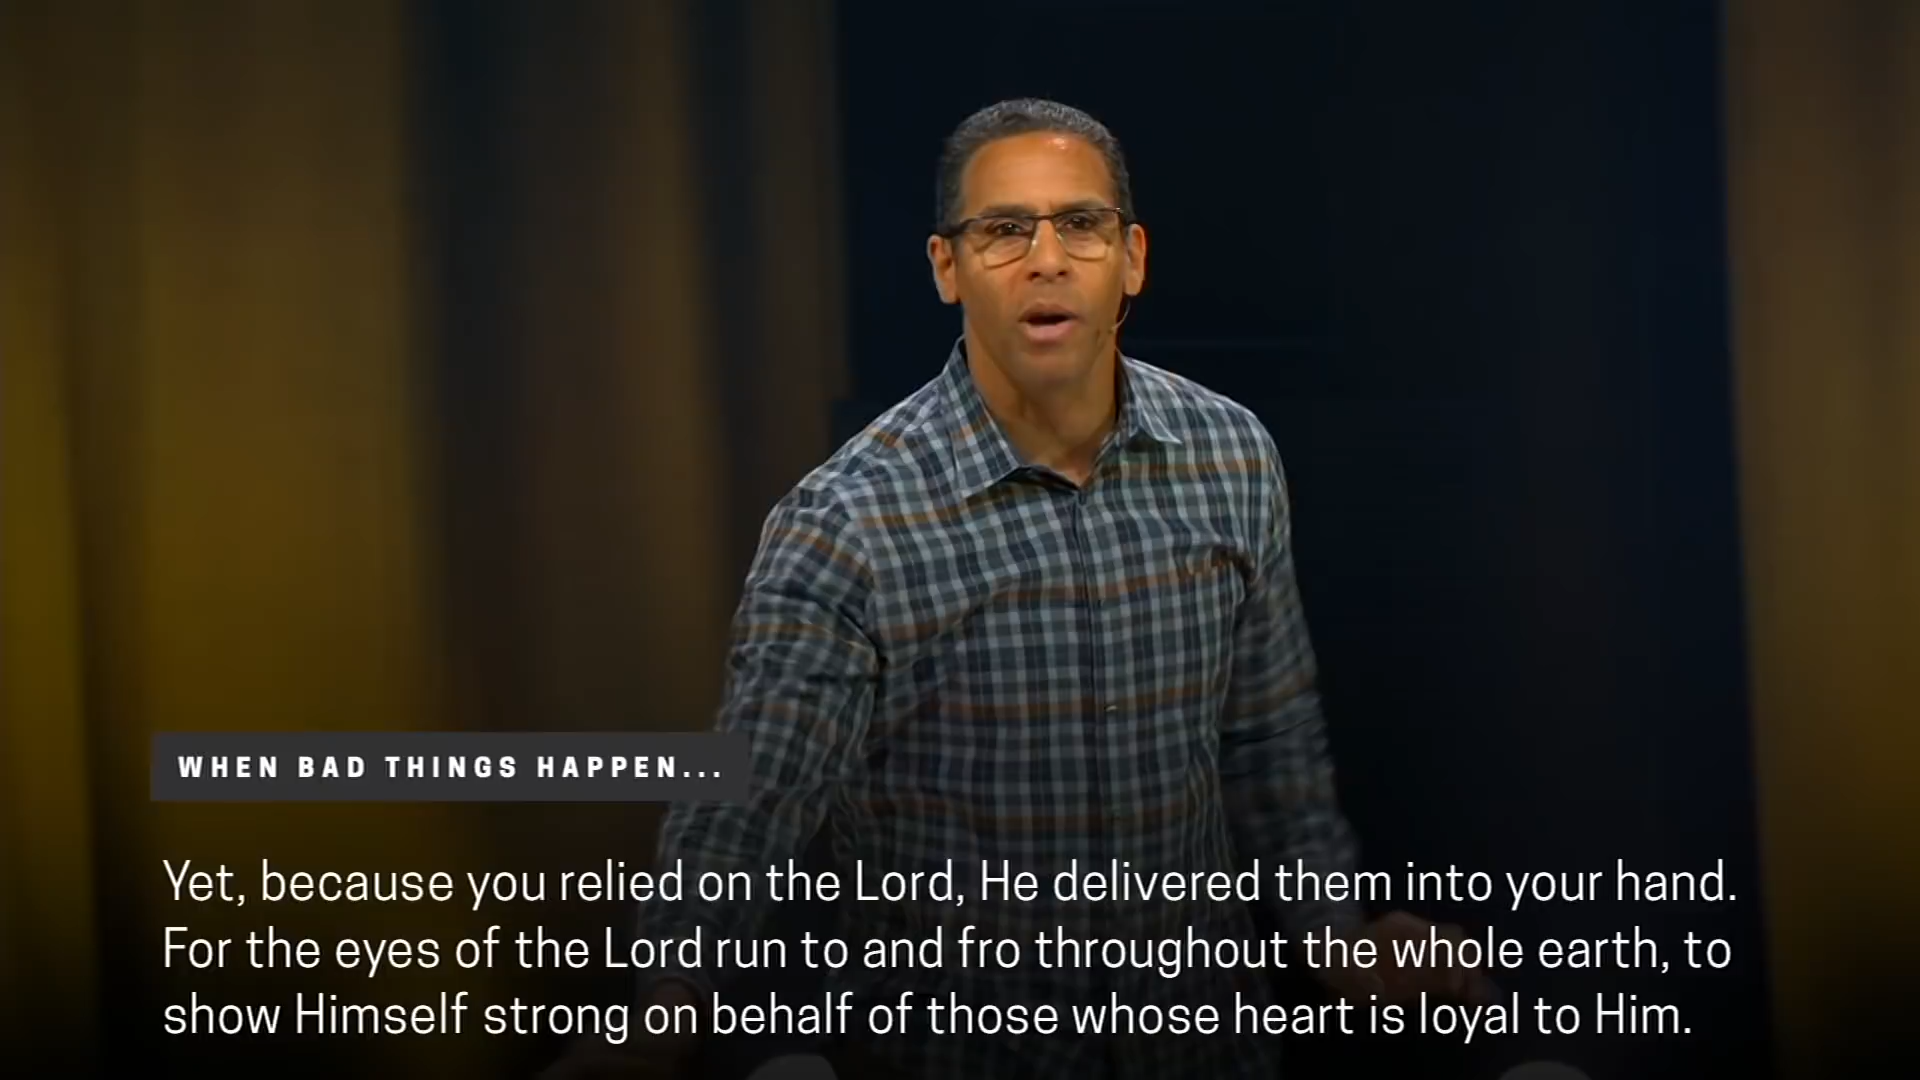 WHEN BAD THINGS HAPPEN...
Yet, because you relied on the Lord, He delivered them into your hand.
For the eyes of the Lord run to and fro throughout the whole earth, to
show Himself strong on behalf of those whose heart is loyal to Him.